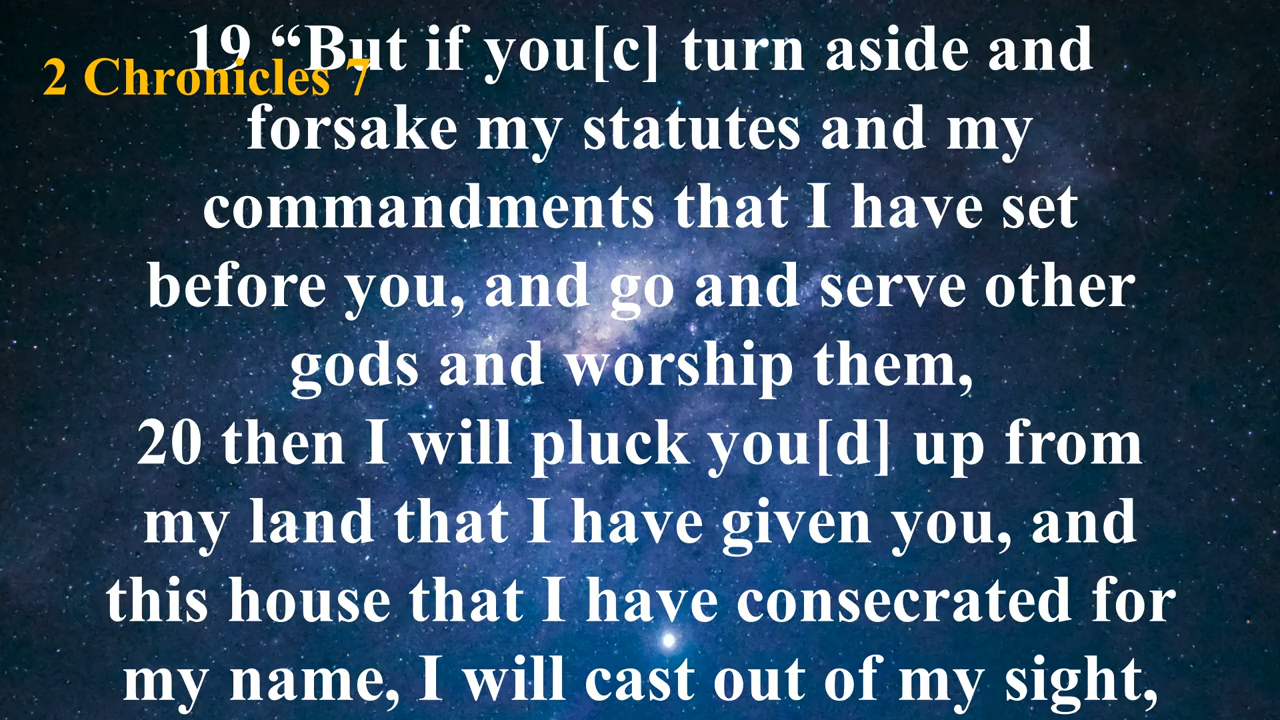 19 “But if you[c] turn aside and
2 Chronicles 7
forsake my statutes and my
commandments that I have set
before you, and go and serve other
gods and worship them,
20 then I will pluck you[d] up from
my land that I have given you, and
this house that I have consecrated for
my name, I will cast out of my sight,